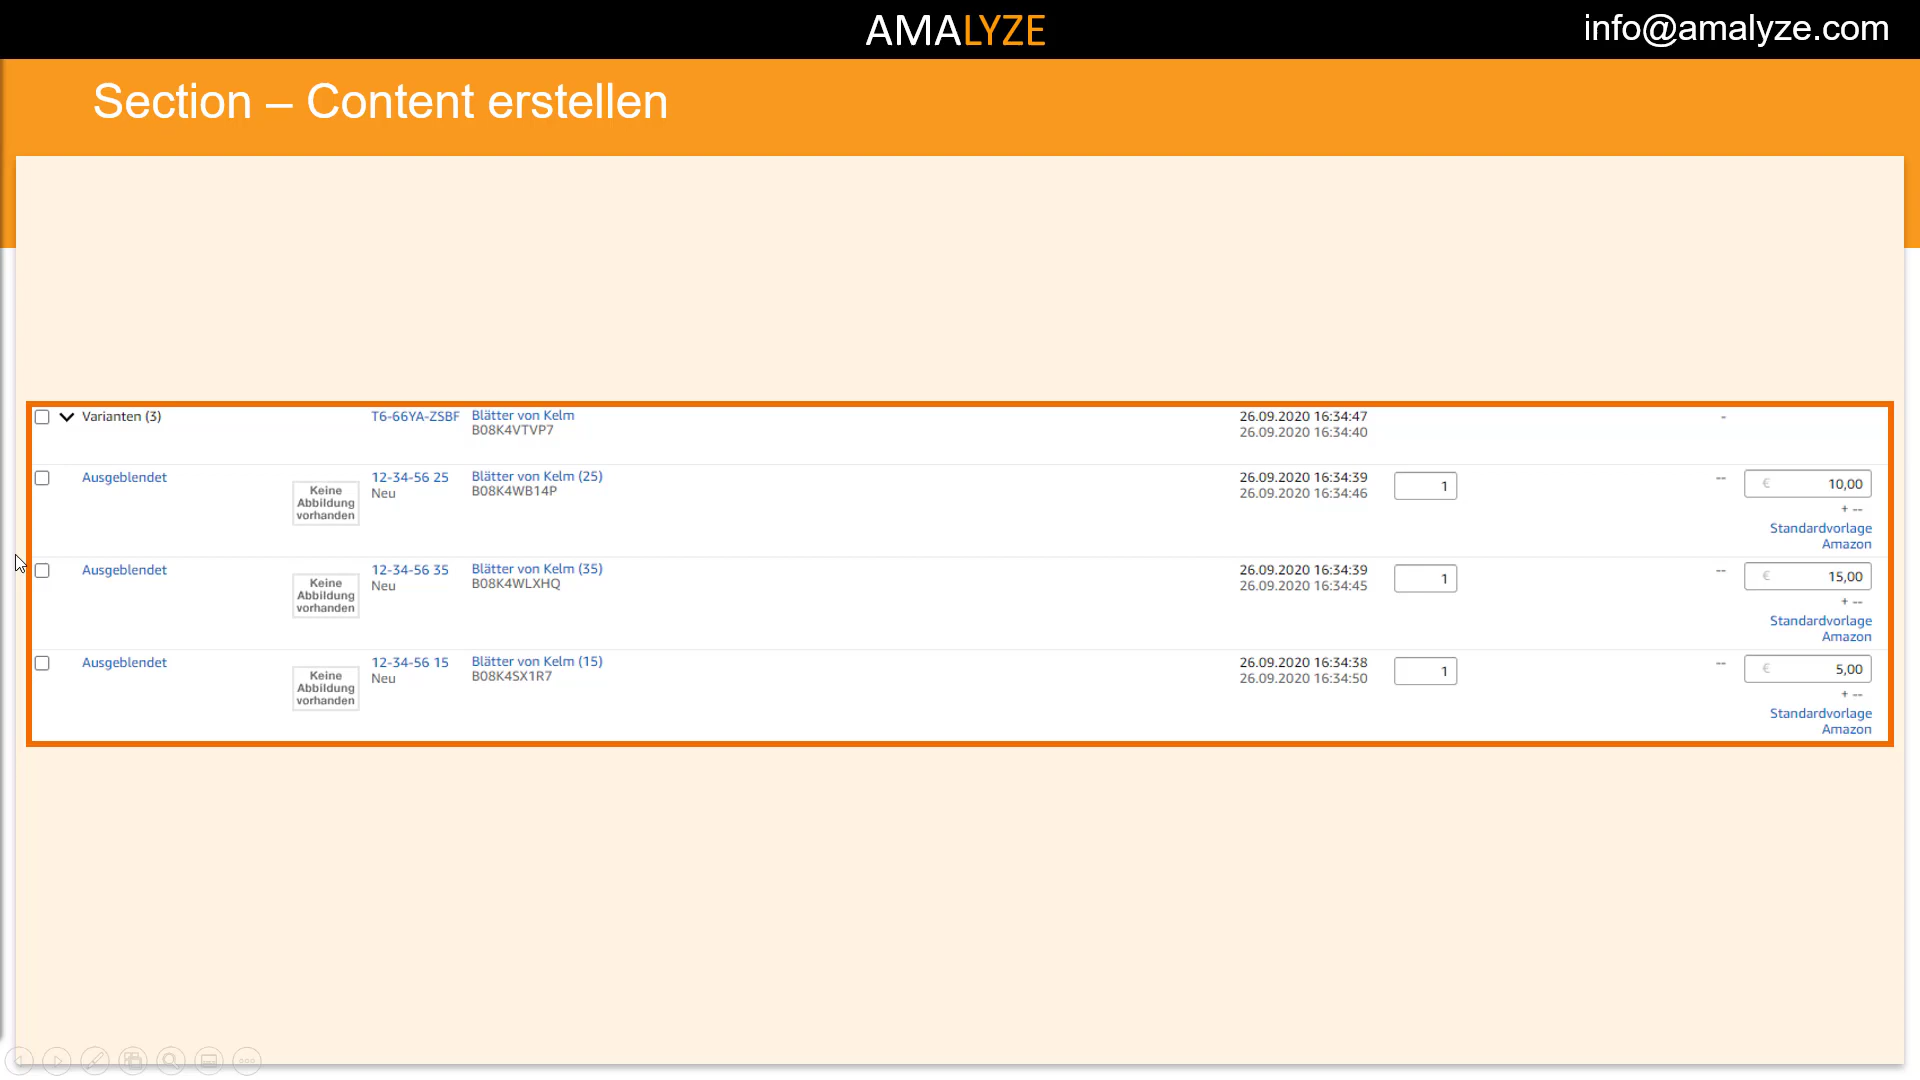 AMALYZE
info@amalyze.com
Section – Content erstellen
Varianten (3) T6-66YA-ZSBF Blätter von Kelm 26.09.2020 16:34:47 -
B08K4VTVP7 26.09.2020 16:34:40
Ausgeblendet 12-34-56 25 Blätter von Kelm (25) 26.09.2020 16:34:39 1 -- € 10,00
Keine Neu B08K4WB14P 26.09.2020 16:34:46
Abbildung
vorhanden
+ --
Standardvorlage
Amazon
Ausgeblendet 12-34-56 35 Blätter von Kelm (35) 26.09.2020 16:34:39 1 -- € 15,00
Keine Neu B08K4WLXHQ 26.09.2020 16:34:45
Abbildung
vorhanden
+ --
Standardvorlage
Amazon
Ausgeblendet 12-34-56 15 Blätter von Kelm (15) 26.09.2020 16:34:38 1 -- € 5,00
Keine Neu B08K4SX1R7 26.09.2020 16:34:50
Abbildung
vorhanden
+ --
Standardvorlage
Amazon